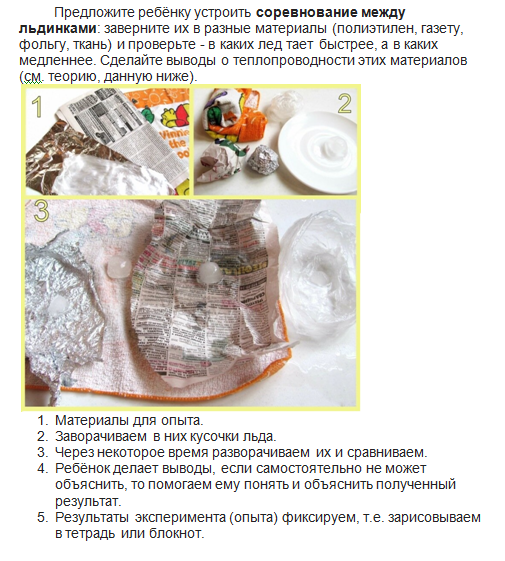 Предложите ребёнку устроить соревнование между
льдинками: заверните их в разные материалы (полиэтилен, газету,
фольгу, ткань) и проверьте - в каких лед тает быстрее, а в каких
медленнее. Сделайте выводы о теплопроводности этих материалов
(см. теорию, данную ниже).
1
2
Winnie
the
3
1. Материалы для опыта.
2. Заворачиваем в них кусочки льда.
3. Через некоторое время разворачиваем их и сравниваем.
4. Ребёнок делает выводы, если самостоятельно не может
объяснить, то помогаем ему понять и объяснить полученный
результат.
5. Результаты эксперимента (опыта) фиксируем, т.е. зарисовываем
в тетрадь или блокнот.